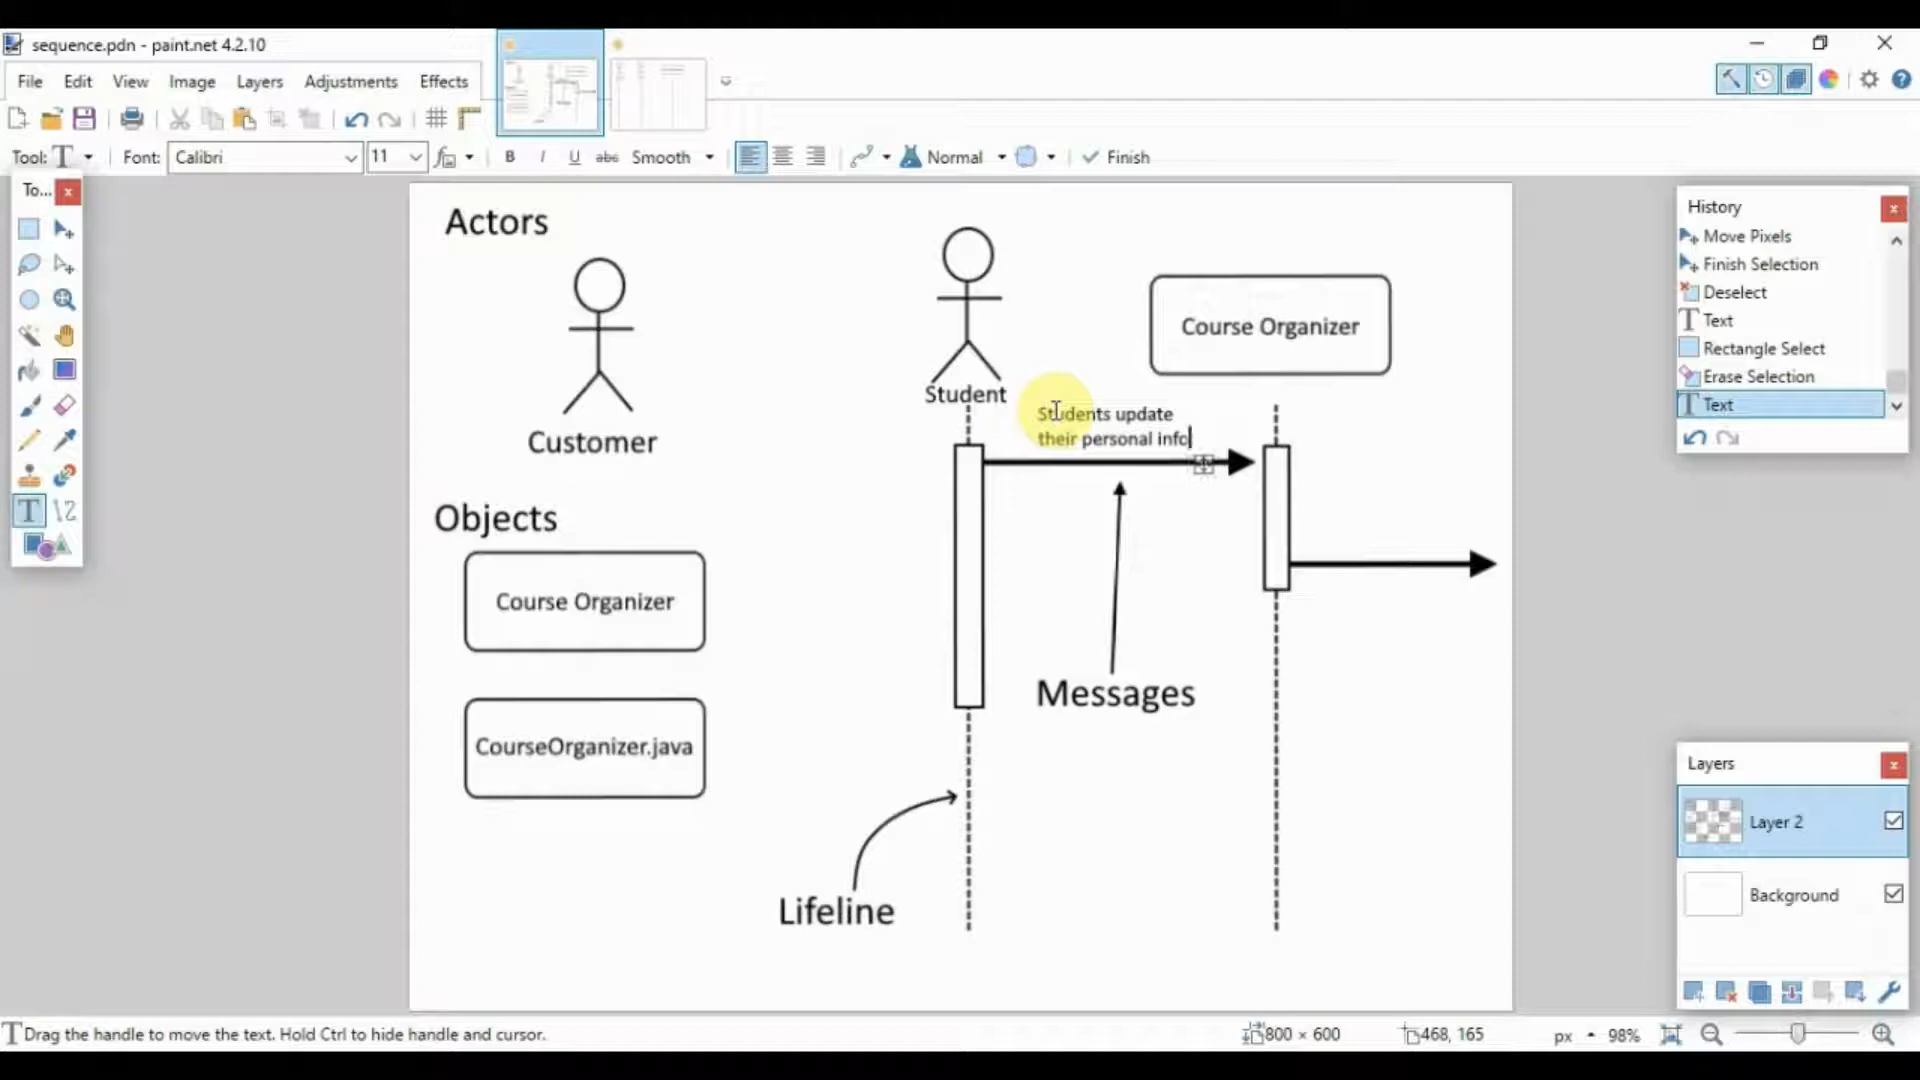 sequence.pdn - paint.net 4.2.10
File Edit View Image Layers Adjustments Effects
Tool: Font: Calibri 11 B I U abc Smooth Normal Finish
To...
Actors
Customer
Objects
Course Organizer
CourseOrganizer.java
Student
Course Organizer
Students update
their personal info
Messages
Lifeline
History
Move Pixels
Finish Selection
Deselect
Text
Rectangle Select
Erase Selection
Text
Layers
Layer 2
Background
Drag the handle to move the text. Hold Ctrl to hide handle and cursor.
800 × 600
468, 165
px
98%